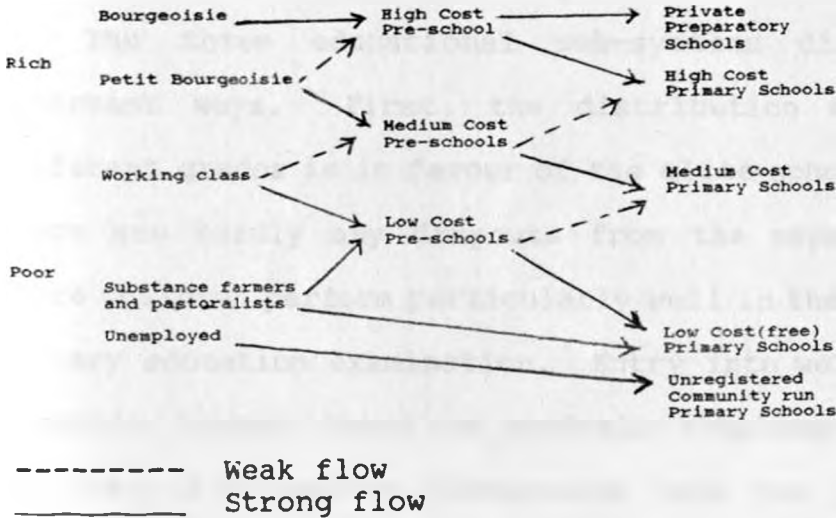 Bourgeoisie
High Cost
Pre-school
Private
Preparatory
Schools
Rich
Petit Bourgeoisie
High Cost
Primary Schools
Medium Cost
Pre-schools
Working class
Medium Cost
Primary Schools
Low Cost
Pre-schools
Poor
Substance farmers
and pastoralists
Low Cost(free)
Primary Schools
Unemployed
Unregistered
Community run
Primary Schools
Weak flow
Strong flow